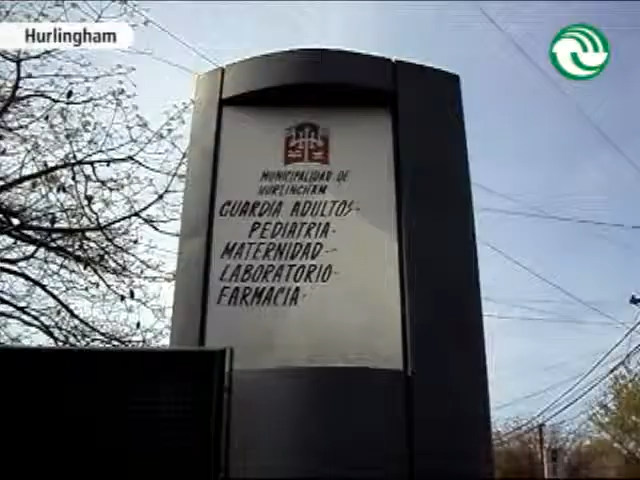 Hurlingham
MUNICIPALIDAD DE
HURLINGHAM
GUARDIA ADULTOS-
PEDIATRIA-
MATERNIDAD-
LABORATORIO-
FARMACIA-